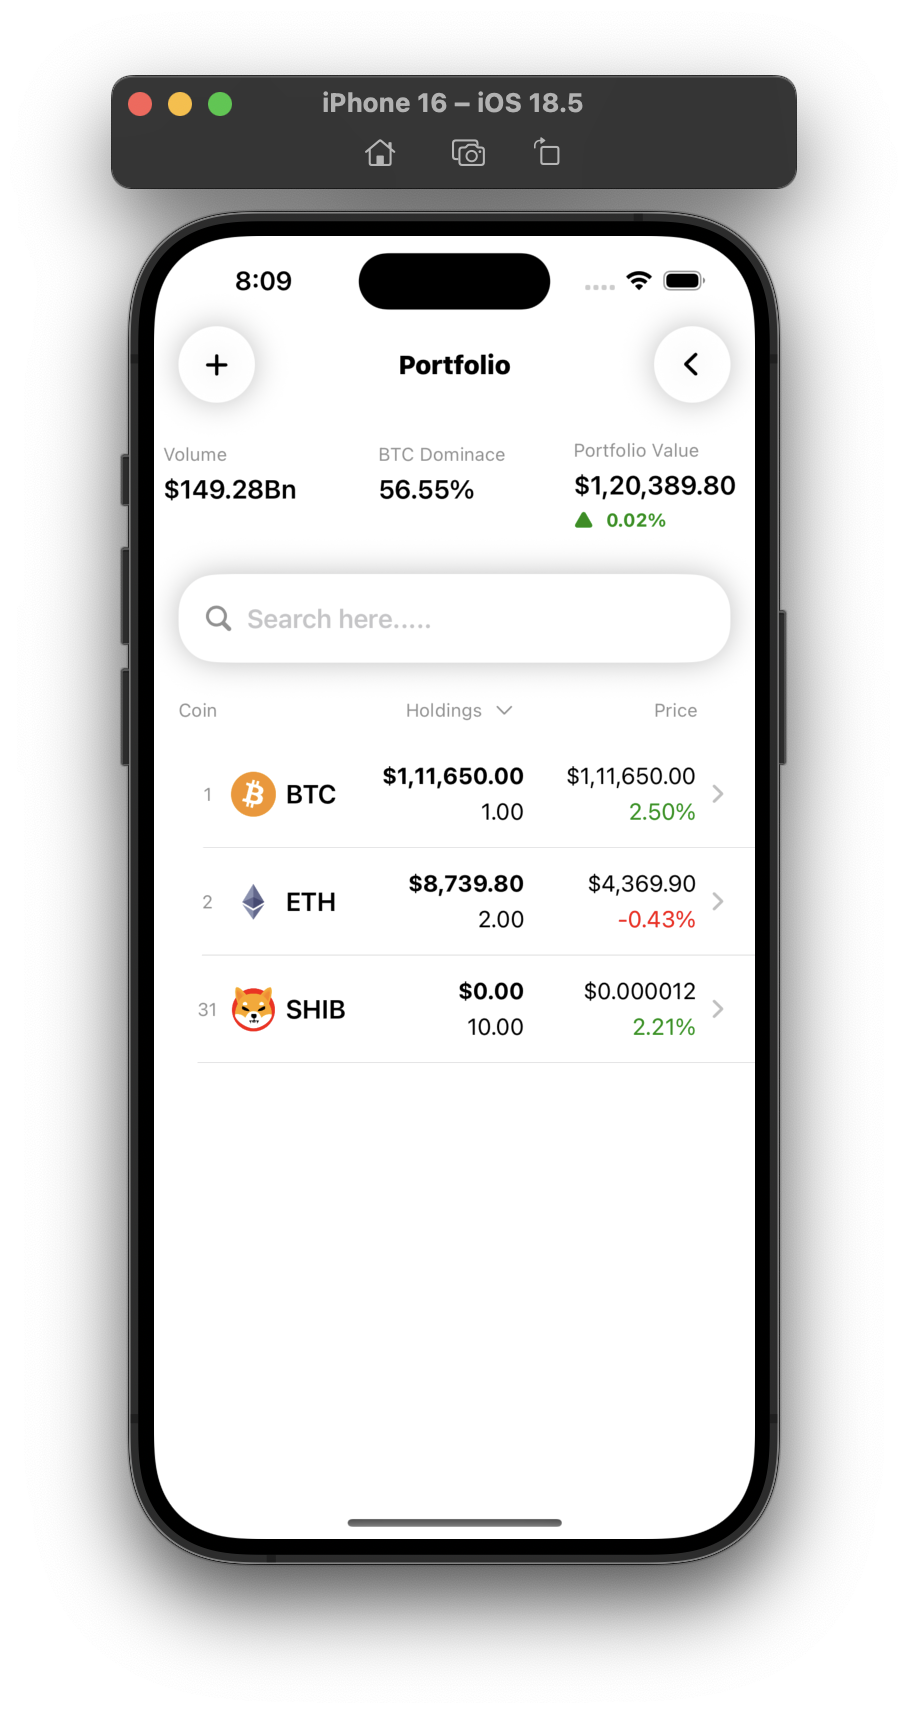 iPhone 16 – iOS 18.5
8:09
Portfolio
Volume
$149.28Bn
BTC Dominace
56.55%
Portfolio Value
$1,20,389.80
0.02%
Search here.....
Coin Holdings Price
1 BTC $1,11,650.00 $1,11,650.00
1.00 2.50%
2 ETH $8,739.80 $4,369.90
2.00 -0.43%
31 SHIB $0.00 $0.000012
10.00 2.21%